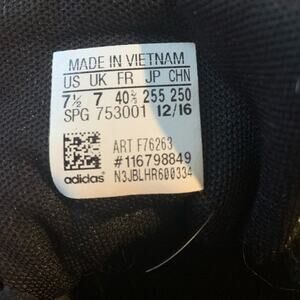 MADE IN VIETNAM
US UK FR JP CHN
7½ 7 40⅔ 255 250
SPG 753001 12/16
ART F76263
#116798849
adidas N3JBLHR600334